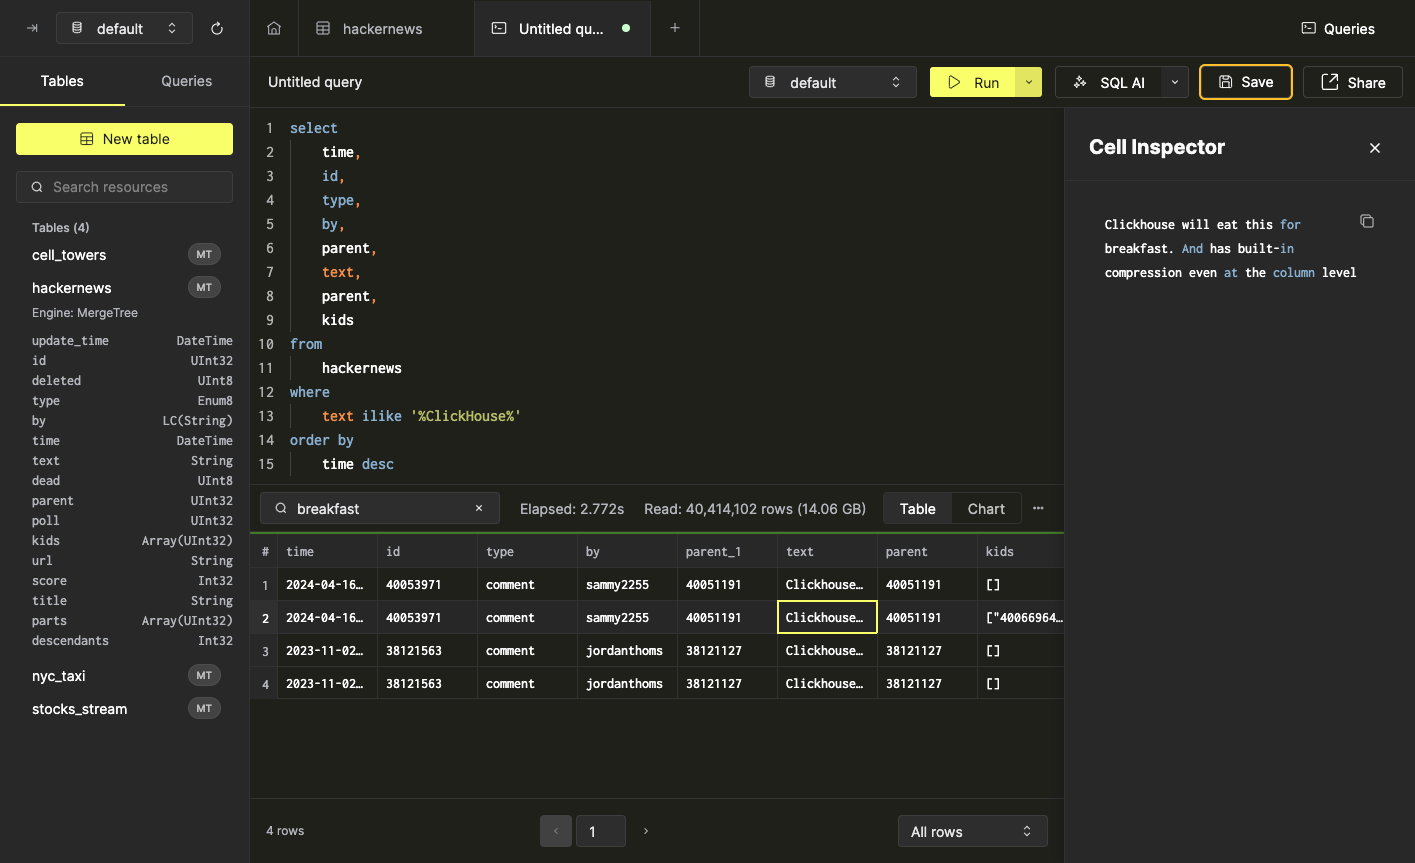 default
hackernews
Untitled qu...
+
Queries
Tables
Queries
Untitled query
default
Run
SQL AI
Save
Share
New table
Search resources
Tables (4)
cell_towers MT
hackernews MT
Engine: MergeTree
update_time DateTime
id UInt32
deleted UInt8
type Enum8
by LC(String)
time DateTime
text String
dead UInt8
parent UInt32
poll UInt32
kids Array(UInt32)
url String
score Int32
title String
parts Array(UInt32)
descendants Int32
nyc_taxi MT
stocks_stream MT
1 select
2 time,
3 id,
4 type,
5 by,
6 parent,
7 text,
8 parent,
9 kids
10 from
11 hackernews
12 where
13 text ilike '%ClickHouse%'
14 order by
15 time desc
breakfast
Elapsed: 2.772s
Read: 40,414,102 rows (14.06 GB)
Table
Chart
# time id type by parent_1 text parent kids
1 2024-04-16… 40053971 comment sammy2255 40051191 Clickhouse… 40051191 []
2 2024-04-16… 40053971 comment sammy2255 40051191 Clickhouse… 40051191 ["40066964…
3 2023-11-02… 38121563 comment jordanthoms 38121127 Clickhouse… 38121127 []
4 2023-11-02… 38121563 comment jordanthoms 38121127 Clickhouse… 38121127 []
4 rows
1
All rows
Cell Inspector
Clickhouse will eat this for
breakfast. And has built-in
compression even at the column level